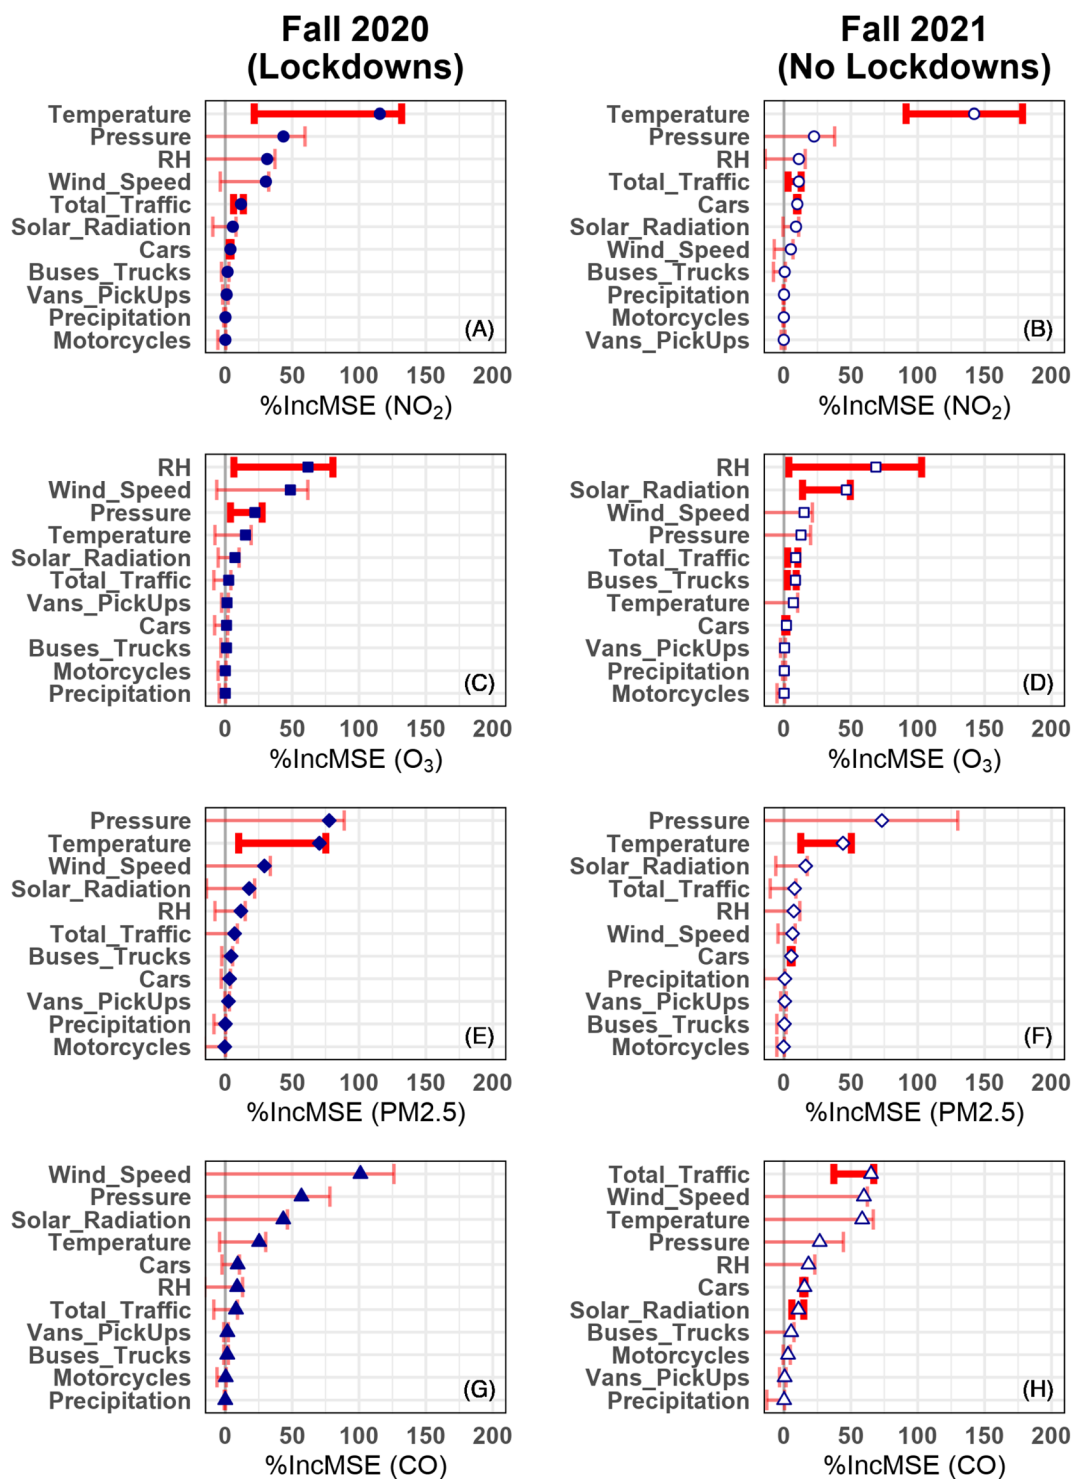 Fall 2020
(Lockdowns)
Fall 2021
(No Lockdowns)
Temperature
Pressure
RH
Wind_Speed
Total_Traffic
Solar_Radiation
Cars
Buses_Trucks
Vans_PickUps
Precipitation
Motorcycles
(A)
0 50 100 150 200
%IncMSE (NO₂)
Temperature
Pressure
RH
Total_Traffic
Cars
Solar_Radiation
Wind_Speed
Buses_Trucks
Precipitation
Motorcycles
Vans_PickUps
(B)
0 50 100 150 200
%IncMSE (NO₂)
RH
Wind_Speed
Pressure
Temperature
Solar_Radiation
Total_Traffic
Vans_PickUps
Cars
Buses_Trucks
Motorcycles
Precipitation
(C)
0 50 100 150 200
%IncMSE (O₃)
RH
Solar_Radiation
Wind_Speed
Pressure
Total_Traffic
Buses_Trucks
Temperature
Cars
Vans_PickUps
Precipitation
Motorcycles
(D)
0 50 100 150 200
%IncMSE (O₃)
Pressure
Temperature
Wind_Speed
Solar_Radiation
RH
Total_Traffic
Buses_Trucks
Cars
Vans_PickUps
Precipitation
Motorcycles
(E)
0 50 100 150 200
%IncMSE (PM2.5)
Pressure
Temperature
Solar_Radiation
Total_Traffic
RH
Wind_Speed
Cars
Precipitation
Vans_PickUps
Buses_Trucks
Motorcycles
(F)
0 50 100 150 200
%IncMSE (PM2.5)
Wind_Speed
Pressure
Solar_Radiation
Temperature
Cars
RH
Total_Traffic
Vans_PickUps
Buses_Trucks
Motorcycles
Precipitation
(G)
0 50 100 150 200
%IncMSE (CO)
Total_Traffic
Wind_Speed
Temperature
Pressure
RH
Cars
Solar_Radiation
Buses_Trucks
Motorcycles
Vans_PickUps
Precipitation
(H)
0 50 100 150 200
%IncMSE (CO)